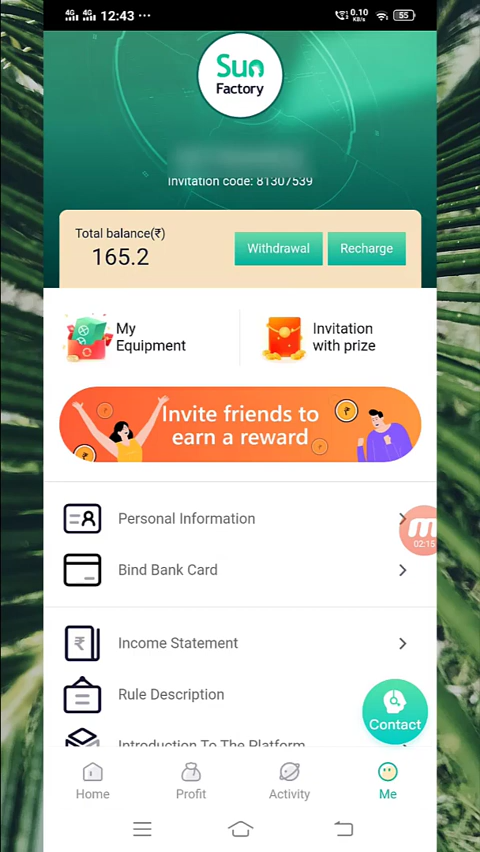 4G 4G 12:43 ...
0.10
KB/s
55
Sun
Factory
Invitation code: 81307539
Total balance(₹)
165.2
Withdrawal
Recharge
My
Equipment
Invitation
with prize
Invite friends to
earn a reward
Personal Information
02:15
Bind Bank Card
Income Statement
Rule Description
Contact
Introduction To The Platform
Home
Profit
Activity
Me